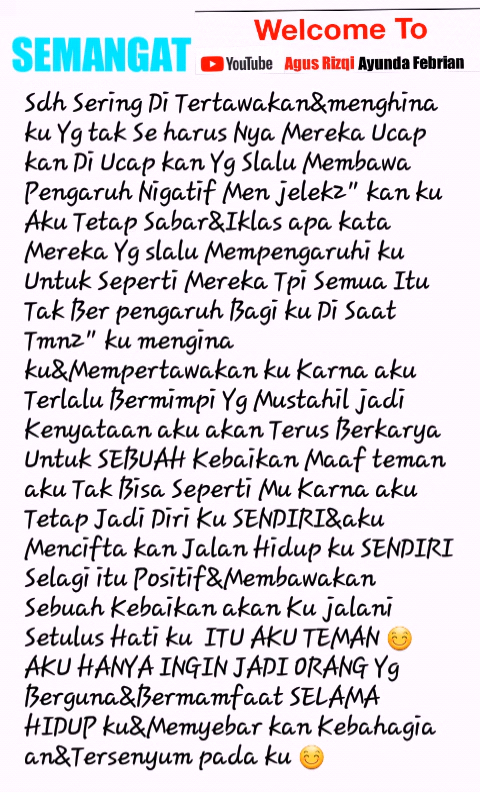 Welcome To
SEMANGAT
YouTube Agus Rizqi Ayunda Febrian
Sdh Sering Di Tertawakan&menghina
ku Yg tak Se harus Nya Mereka Ucap
kan Di Ucap kan Yg Slalu Membawa
Pengaruh Nigatif Men jelek2" kan ku
Aku Tetap Sabar&Iklas apa kata
Mereka Yg slalu Mempengaruhi ku
Untuk Seperti Mereka Tpi Semua Itu
Tak Ber pengaruh Bagi ku Di Saat
Tmn2" ku mengina
ku&Mempertawakan ku Karna aku
Terlalu Bermimpi Yg Mustahil jadi
Kenyataan aku akan Terus Berkarya
Untuk SEBUAH Kebaikan Maaf teman
aku Tak Bisa Seperti Mu Karna aku
Tetap Jadi Diri Ku SENDIRI&aku
Mencifta kan Jalan Hidup ku SENDIRI
Selagi itu Positif&Membawakan
Sebuah Kebaikan akan Ku jalani
Setulus Hati ku ITU AKU TEMAN 😊
AKU HANYA INGIN JADI ORANG Yg
Berguna&Bermamfaat SELAMA
HIDUP ku&Memyebar kan Kebahagia
an&Tersenyum pada ku 😊